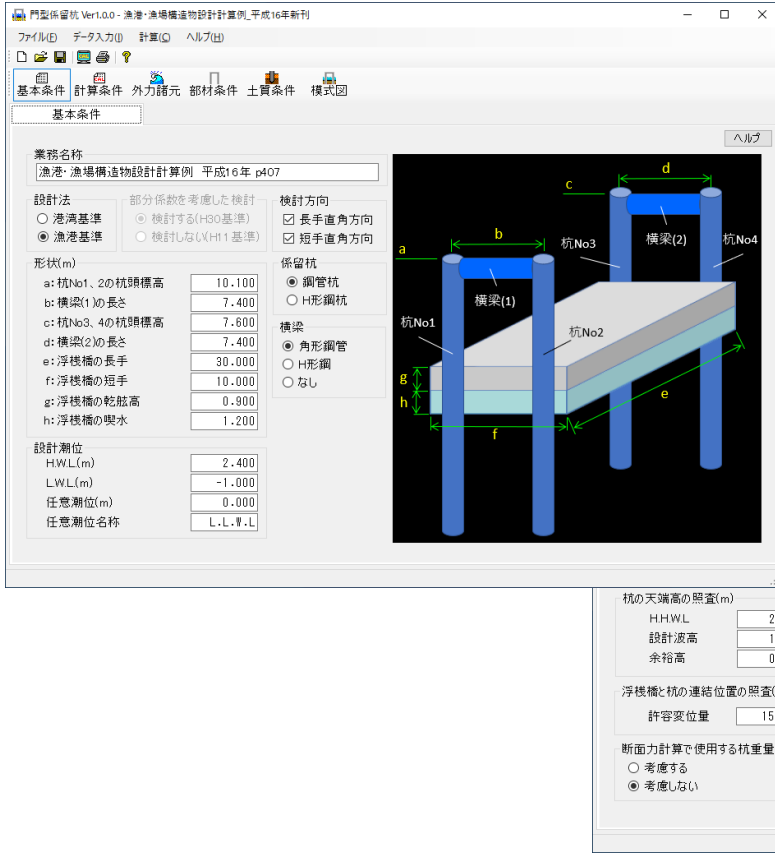 門型係留杭 Ver1.0.0 - 漁港・漁場構造物設計計算例_平成16年新刊
ファイル(F) データ入力(I) 計算(C) ヘルプ(H)
基本条件 計算条件 外力諸元 部材条件 土質条件 模式図
基本条件
ヘルプ
業務名称
漁港・漁場構造物設計計算例 平成16年 p407
設計法
港湾基準
漁港基準
部分係数を考慮した検討
検討する(H30基準)
検討しない(H11基準)
検討方向
長手直角方向
短手直角方向
形状(m)
a:杭No1、2の杭頭標高 10.100
b:横梁(1)の長さ 7.400
c:杭No3、4の杭頭標高 7.600
d:横梁(2)の長さ 7.400
e:浮桟橋の長手 30.000
f:浮桟橋の短手 10.000
g:浮桟橋の乾舷高 0.900
h:浮桟橋の喫水 1.200
係留杭
鋼管杭
H形鋼杭
横梁
角形鋼管
H形鋼
なし
設計潮位
H.W.L(m) 2.400
L.W.L(m) -1.000
任意潮位(m) 0.000
任意潮位名称 L.L.W.L
d
c
杭No3
横梁(2)
杭No4
b
a
横梁(1)
杭No1
杭No2
g
h
e
f
杭の天端高の照査(m)
H.H.W.L 2
設計波高 1
余裕高 0
浮桟橋と杭の連結位置の照査(
許容変位量 15
断面力計算で使用する杭重量
考慮する
考慮しない